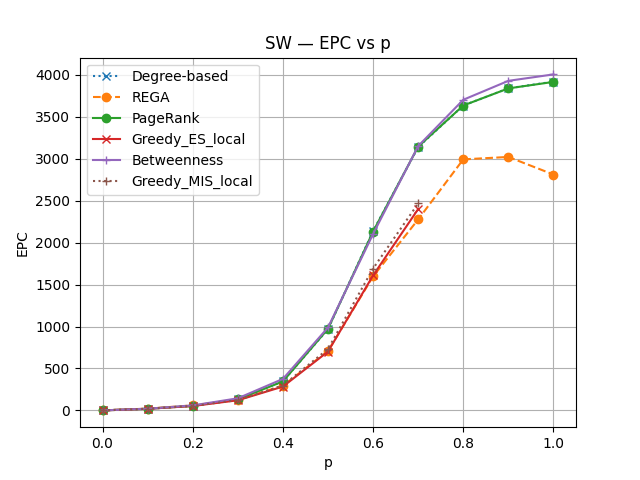 SW — EPC vs p
Degree-based
REGA
PageRank
Greedy_ES_local
Betweenness
Greedy_MIS_local
EPC
4000
3500
3000
2500
2000
1500
1000
500
0
0.0 0.2 0.4 0.6 0.8 1.0
p